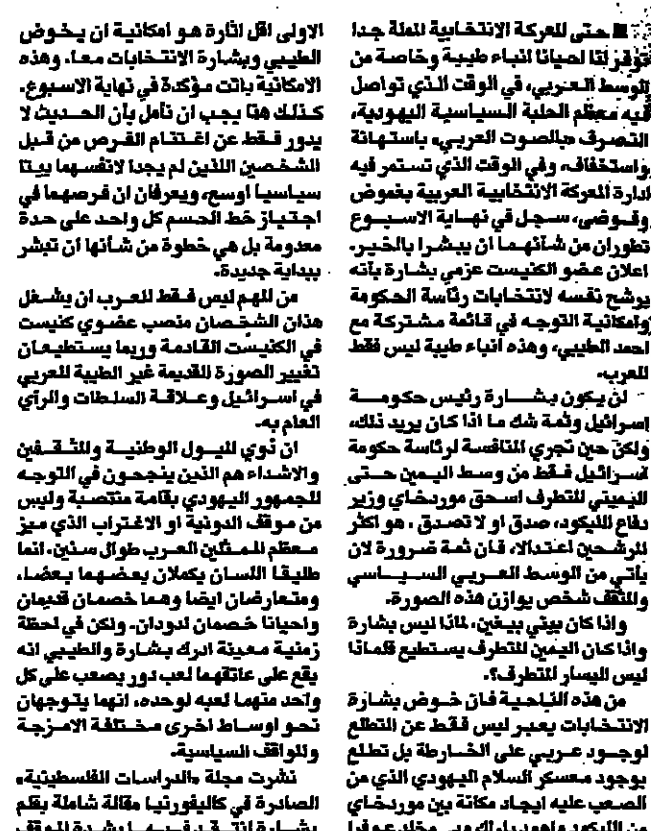 حتى للعركة الانتخابية المملة جدا
توفر لنا احيانا انباء طيبة وخاصة من
الوسط العربي، في الوقت الذي تواصل
فيه معظم الحلبة السياسية اليهودية،
التصرف «بالصوت العربي» باستهانة
واستخفاف، وفي الوقت الذي تستمر فيه
ادارة المعركة الانتخابية العربية بغموض
وفوضى، سجل في نهاية الاسبوع
تطوران من شأنهما ان يبشرا بالخير.
اعلان عضو الكنيست عزمي بشارة بأنه
يرشح نفسه لانتخابات رئاسة الحكومة
وامكانية التوجه في قائمة مشتركة مع
احمد الطيبي، وهذه انباء طيبة ليس فقط
للعرب.
لن يكون بشارة رئيس حكومة
اسرائيل وثمة شك ما اذا كان يريد ذلك،
ولكن حين تجري المنافسة لرئاسة حكومة
اسرائيل فقط من وسط اليمين حتى
اليميني المتطرف اسحق موردخاي وزير
دفاع الليكود، صدق او لا تصدق، هو اكثر
المرشحين اعتدالا، فان ثمة ضرورة لان
يأتي من الوسط العربي السياسي
والمثقف شخص يوازن هذه الصورة.
واذا كان بيني بيغين، لماذا ليس بشارة
واذا كان اليمين المتطرف يستطيع فلماذا
ليس اليسار المتطرف؟.
من هذه الناحية فان خوض بشارة
الانتخابات يعبر ليس فقط عن التطلع
لوجود عربي على الخارطة بل تطلع
بوجود معسكر السلام اليهودي الذي من
الصعب عليه ايجاد مكانة بين موردخاي
من الليكود وايهود باراك
الاولى اقل اثارة هو امكانية ان يخوض
الطيبي وبشارة الانتخابات معا. وهذه
الامكانية باتت مؤكدة في نهاية الاسبوع.
كذلك هنا يجب ان نأمل بأن الحديث لا
يدور فقط عن اغتنام الفرص من قبل
الشخصين اللذين لم يجدا لانفسهما بيتا
سياسيا اوسع، ويعرفان ان فرصهما في
اجتياز خط الحسم كل واحد على حدة
معدومة بل هي خطوة من شأنها ان تبشر
ببداية جديدة.
من المهم ليس فقط للعرب ان يشغل
هذان الشخصان منصب عضوي كنيست
في الكنيست القادمة وربما يستطيعان
تغيير الصورة القديمة غير الطيبة للعربي
في اسرائيل وعلاقة السلطات والرأي
العام به.
ان ذوي الميول الوطنية والمثقفين
والاشداء هم الذين ينجحون في التوجه
للجمهور اليهودي بقامة منتصبة وليس
من موقف الدونية او الاغتراب الذي ميز
معظم الممثلين العرب طوال سنين. انما
طليقا اللسان يكملان بعضهما بعضا،
ومتعارضان ايضا وهما خصمان قديمان
واحيانا خصمان لدودان. ولكن في لحظة
زمنية معينة ادرك بشارة والطيبي انه
يقع على عاتقهما لعب دور يصعب على كل
واحد منهما لعبه لوحده، انهما يتوجهان
نحو اوساط اخرى مختلفة الامزجة
والمواقف السياسية.
نشرت مجلة «الدراسات الفلسطينية»
الصادرة في كاليفورنيا مقالة شاملة بقلم
بشارة انتقد فيها بشدة الموقف